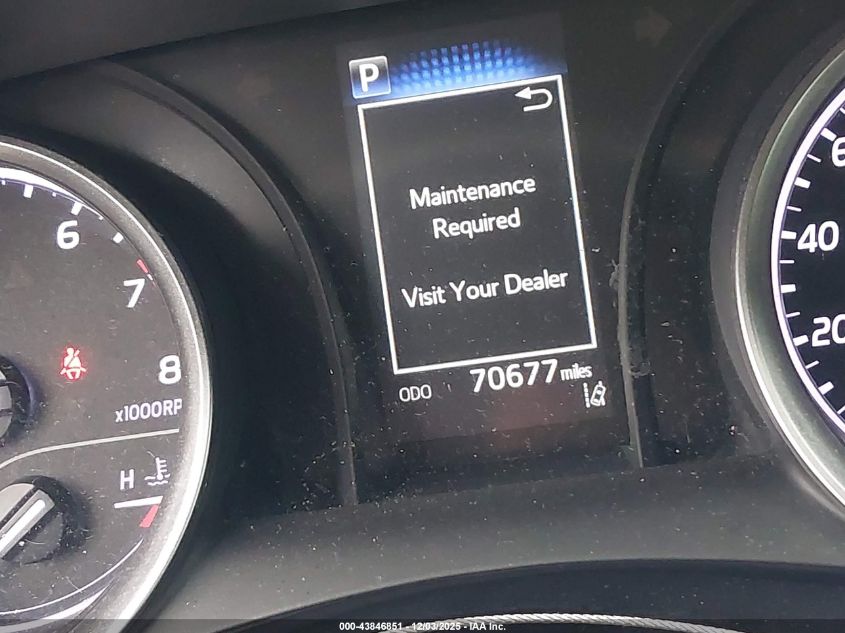 P
Maintenance
Required
Visit Your Dealer
ODO 70677 miles
6
7
8
x1000RP
H
40
20
000-43846851 - 12/03/2025 - IAA Inc.